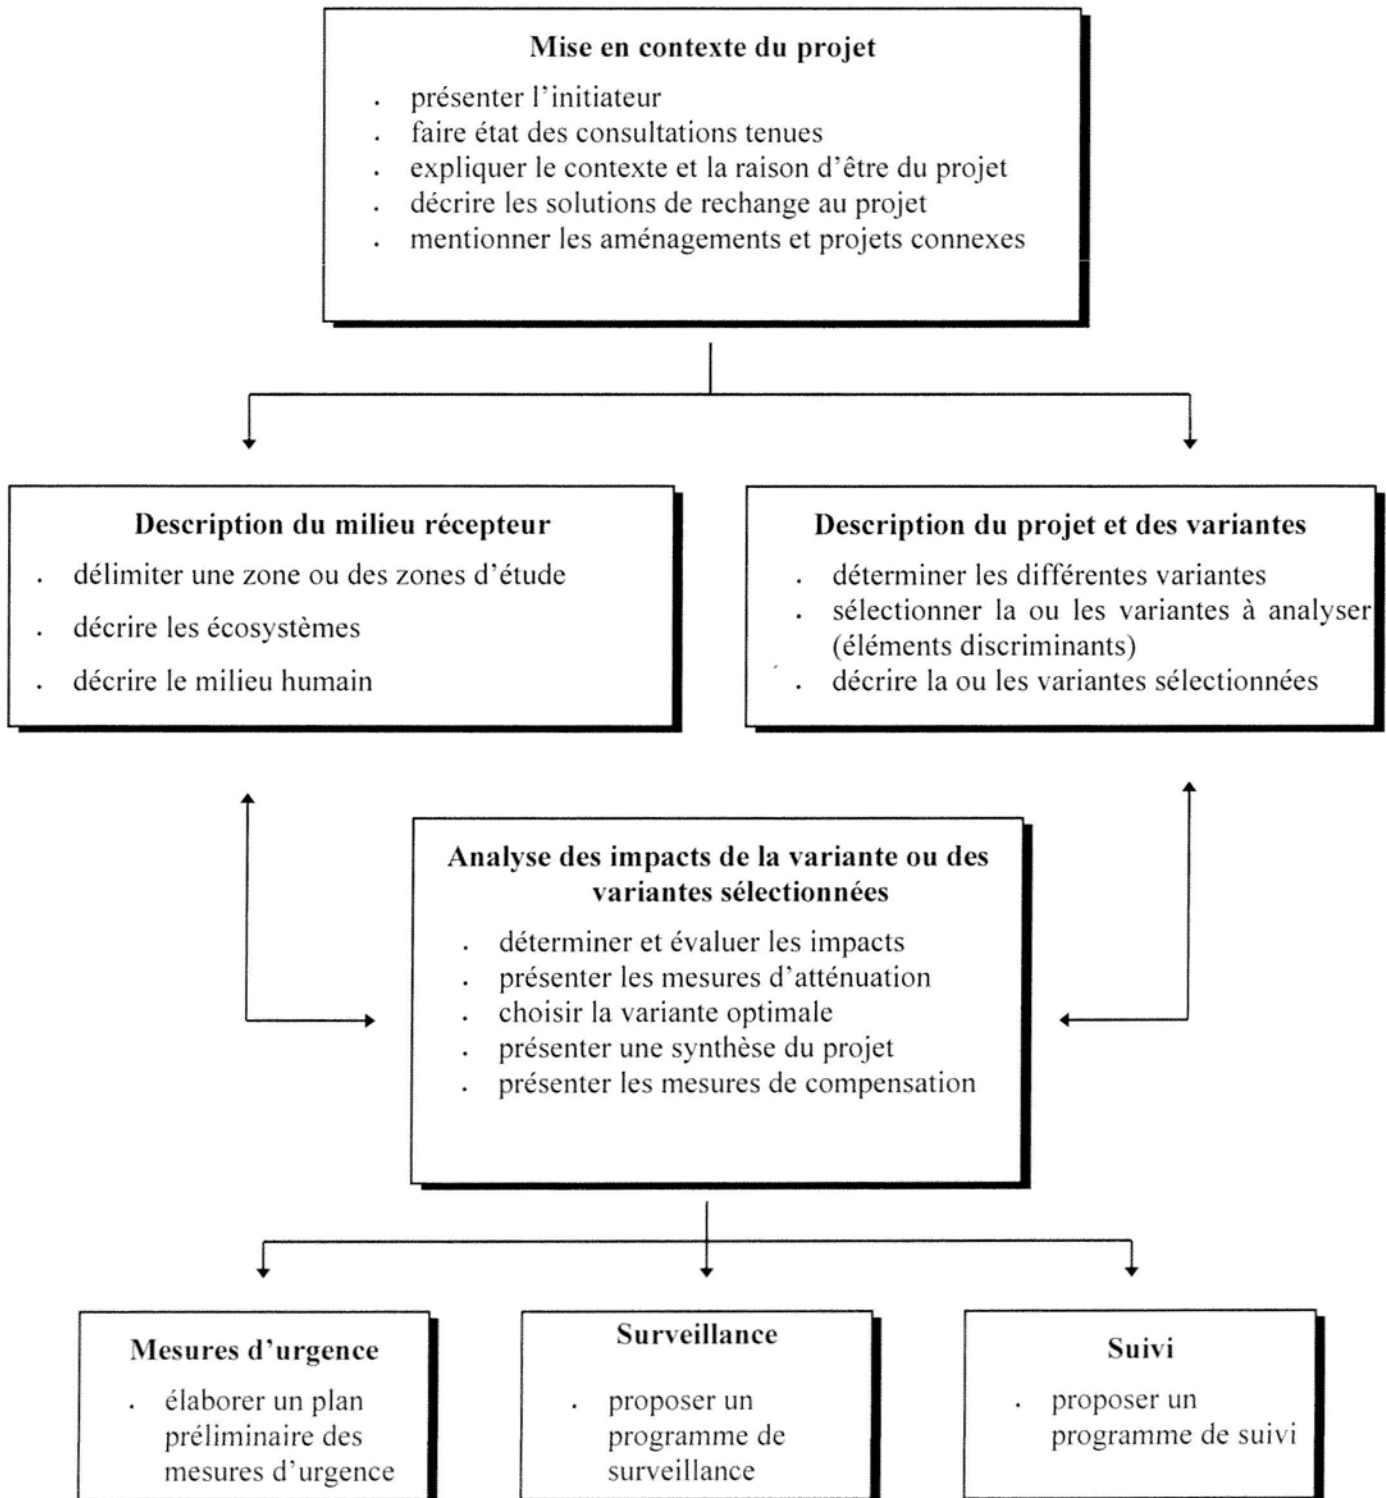 Mise en contexte du projet
. présenter l'initiateur
. faire état des consultations tenues
. expliquer le contexte et la raison d'être du projet
. décrire les solutions de rechange au projet
. mentionner les aménagements et projets connexes
Description du milieu récepteur
. délimiter une zone ou des zones d'étude
. décrire les écosystèmes
. décrire le milieu humain
Description du projet et des variantes
. déterminer les différentes variantes
. sélectionner la ou les variantes à analyser
(éléments discriminants)
. décrire la ou les variantes sélectionnées
Analyse des impacts de la variante ou des
variantes sélectionnées
. déterminer et évaluer les impacts
. présenter les mesures d'atténuation
. choisir la variante optimale
. présenter une synthèse du projet
. présenter les mesures de compensation
Mesures d'urgence
. élaborer un plan
préliminaire des
mesures d'urgence
Surveillance
. proposer un
programme de
surveillance
Suivi
. proposer un
programme de suivi